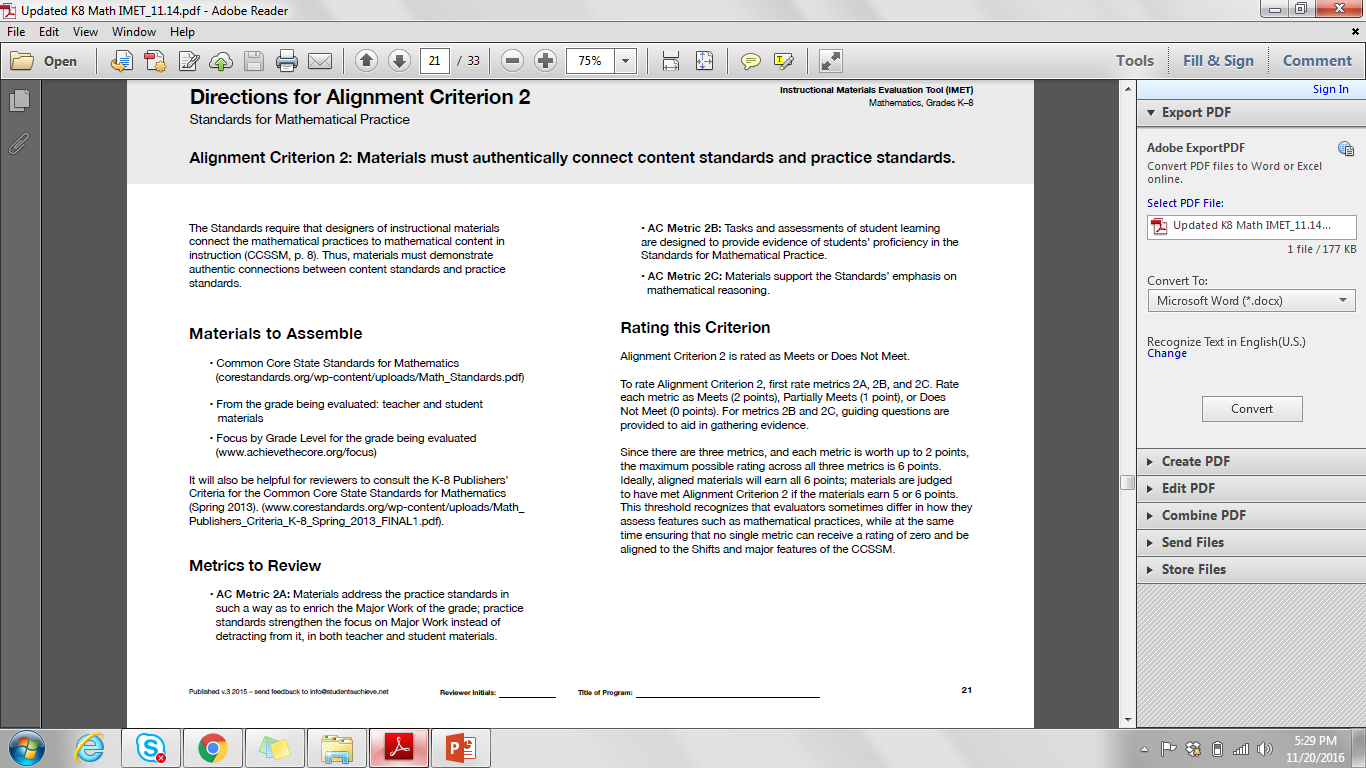 Updated K8 Math IMET_11.14.pdf - Adobe Reader
File Edit View Window Help
Open 21 / 33 75% Tools Fill & Sign Comment
Directions for Alignment Criterion 2
Standards for Mathematical Practice
Instructional Materials Evaluation Tool (IMET)
Mathematics, Grades K–8
Alignment Criterion 2: Materials must authentically connect content standards and practice standards.
The Standards require that designers of instructional materials
connect the mathematical practices to mathematical content in
instruction (CCSSM, p. 8). Thus, materials must demonstrate
authentic connections between content standards and practice
standards.
Materials to Assemble
• Common Core State Standards for Mathematics
(corestandards.org/wp-content/uploads/Math_Standards.pdf)
• From the grade being evaluated: teacher and student
materials
• Focus by Grade Level for the grade being evaluated
(www.achievethecore.org/focus)
It will also be helpful for reviewers to consult the K-8 Publishers'
Criteria for the Common Core State Standards for Mathematics
(Spring 2013). (www.corestandards.org/wp-content/uploads/Math_
Publishers_Criteria_K-8_Spring_2013_FINAL1.pdf).
Metrics to Review
• AC Metric 2A: Materials address the practice standards in
such a way as to enrich the Major Work of the grade; practice
standards strengthen the focus on Major Work instead of
detracting from it, in both teacher and student materials.
• AC Metric 2B: Tasks and assessments of student learning
are designed to provide evidence of students' proficiency in the
Standards for Mathematical Practice.
• AC Metric 2C: Materials support the Standards' emphasis on
mathematical reasoning.
Rating this Criterion
Alignment Criterion 2 is rated as Meets or Does Not Meet.
To rate Alignment Criterion 2, first rate metrics 2A, 2B, and 2C. Rate
each metric as Meets (2 points), Partially Meets (1 point), or Does
Not Meet (0 points). For metrics 2B and 2C, guiding questions are
provided to aid in gathering evidence.
Since there are three metrics, and each metric is worth up to 2 points,
the maximum possible rating across all three metrics is 6 points.
Ideally, aligned materials will earn all 6 points; materials are judged
to have met Alignment Criterion 2 if the materials earn 5 or 6 points.
This threshold recognizes that evaluators sometimes differ in how they
assess features such as mathematical practices, while at the same
time ensuring that no single metric can receive a rating of zero and be
aligned to the Shifts and major features of the CCSSM.
Published v.3 2015 – send feedback to info@studentsachieve.net
Reviewer Initials: Title of Program: 21
Sign In
Export PDF
Adobe ExportPDF
Convert PDF files to Word or Excel
online.
Select PDF File:
Updated K8 Math IMET_11.14...
1 file / 177 KB
Convert To:
Microsoft Word (*.docx)
Recognize Text in English(U.S.)
Change
Convert
Create PDF
Edit PDF
Combine PDF
Send Files
Store Files
5:29 PM
11/20/2016